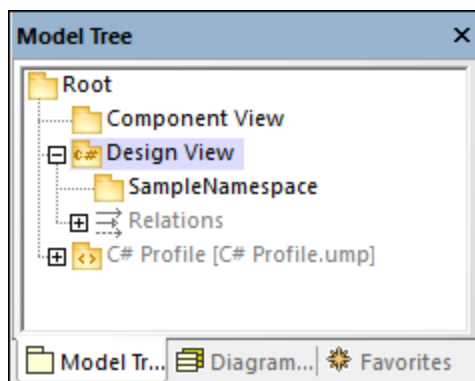 Model Tree
Root
Component View
C# Design View
SampleNamespace
Relations
C# Profile [C# Profile.ump]
Model Tr... Diagram... Favorites